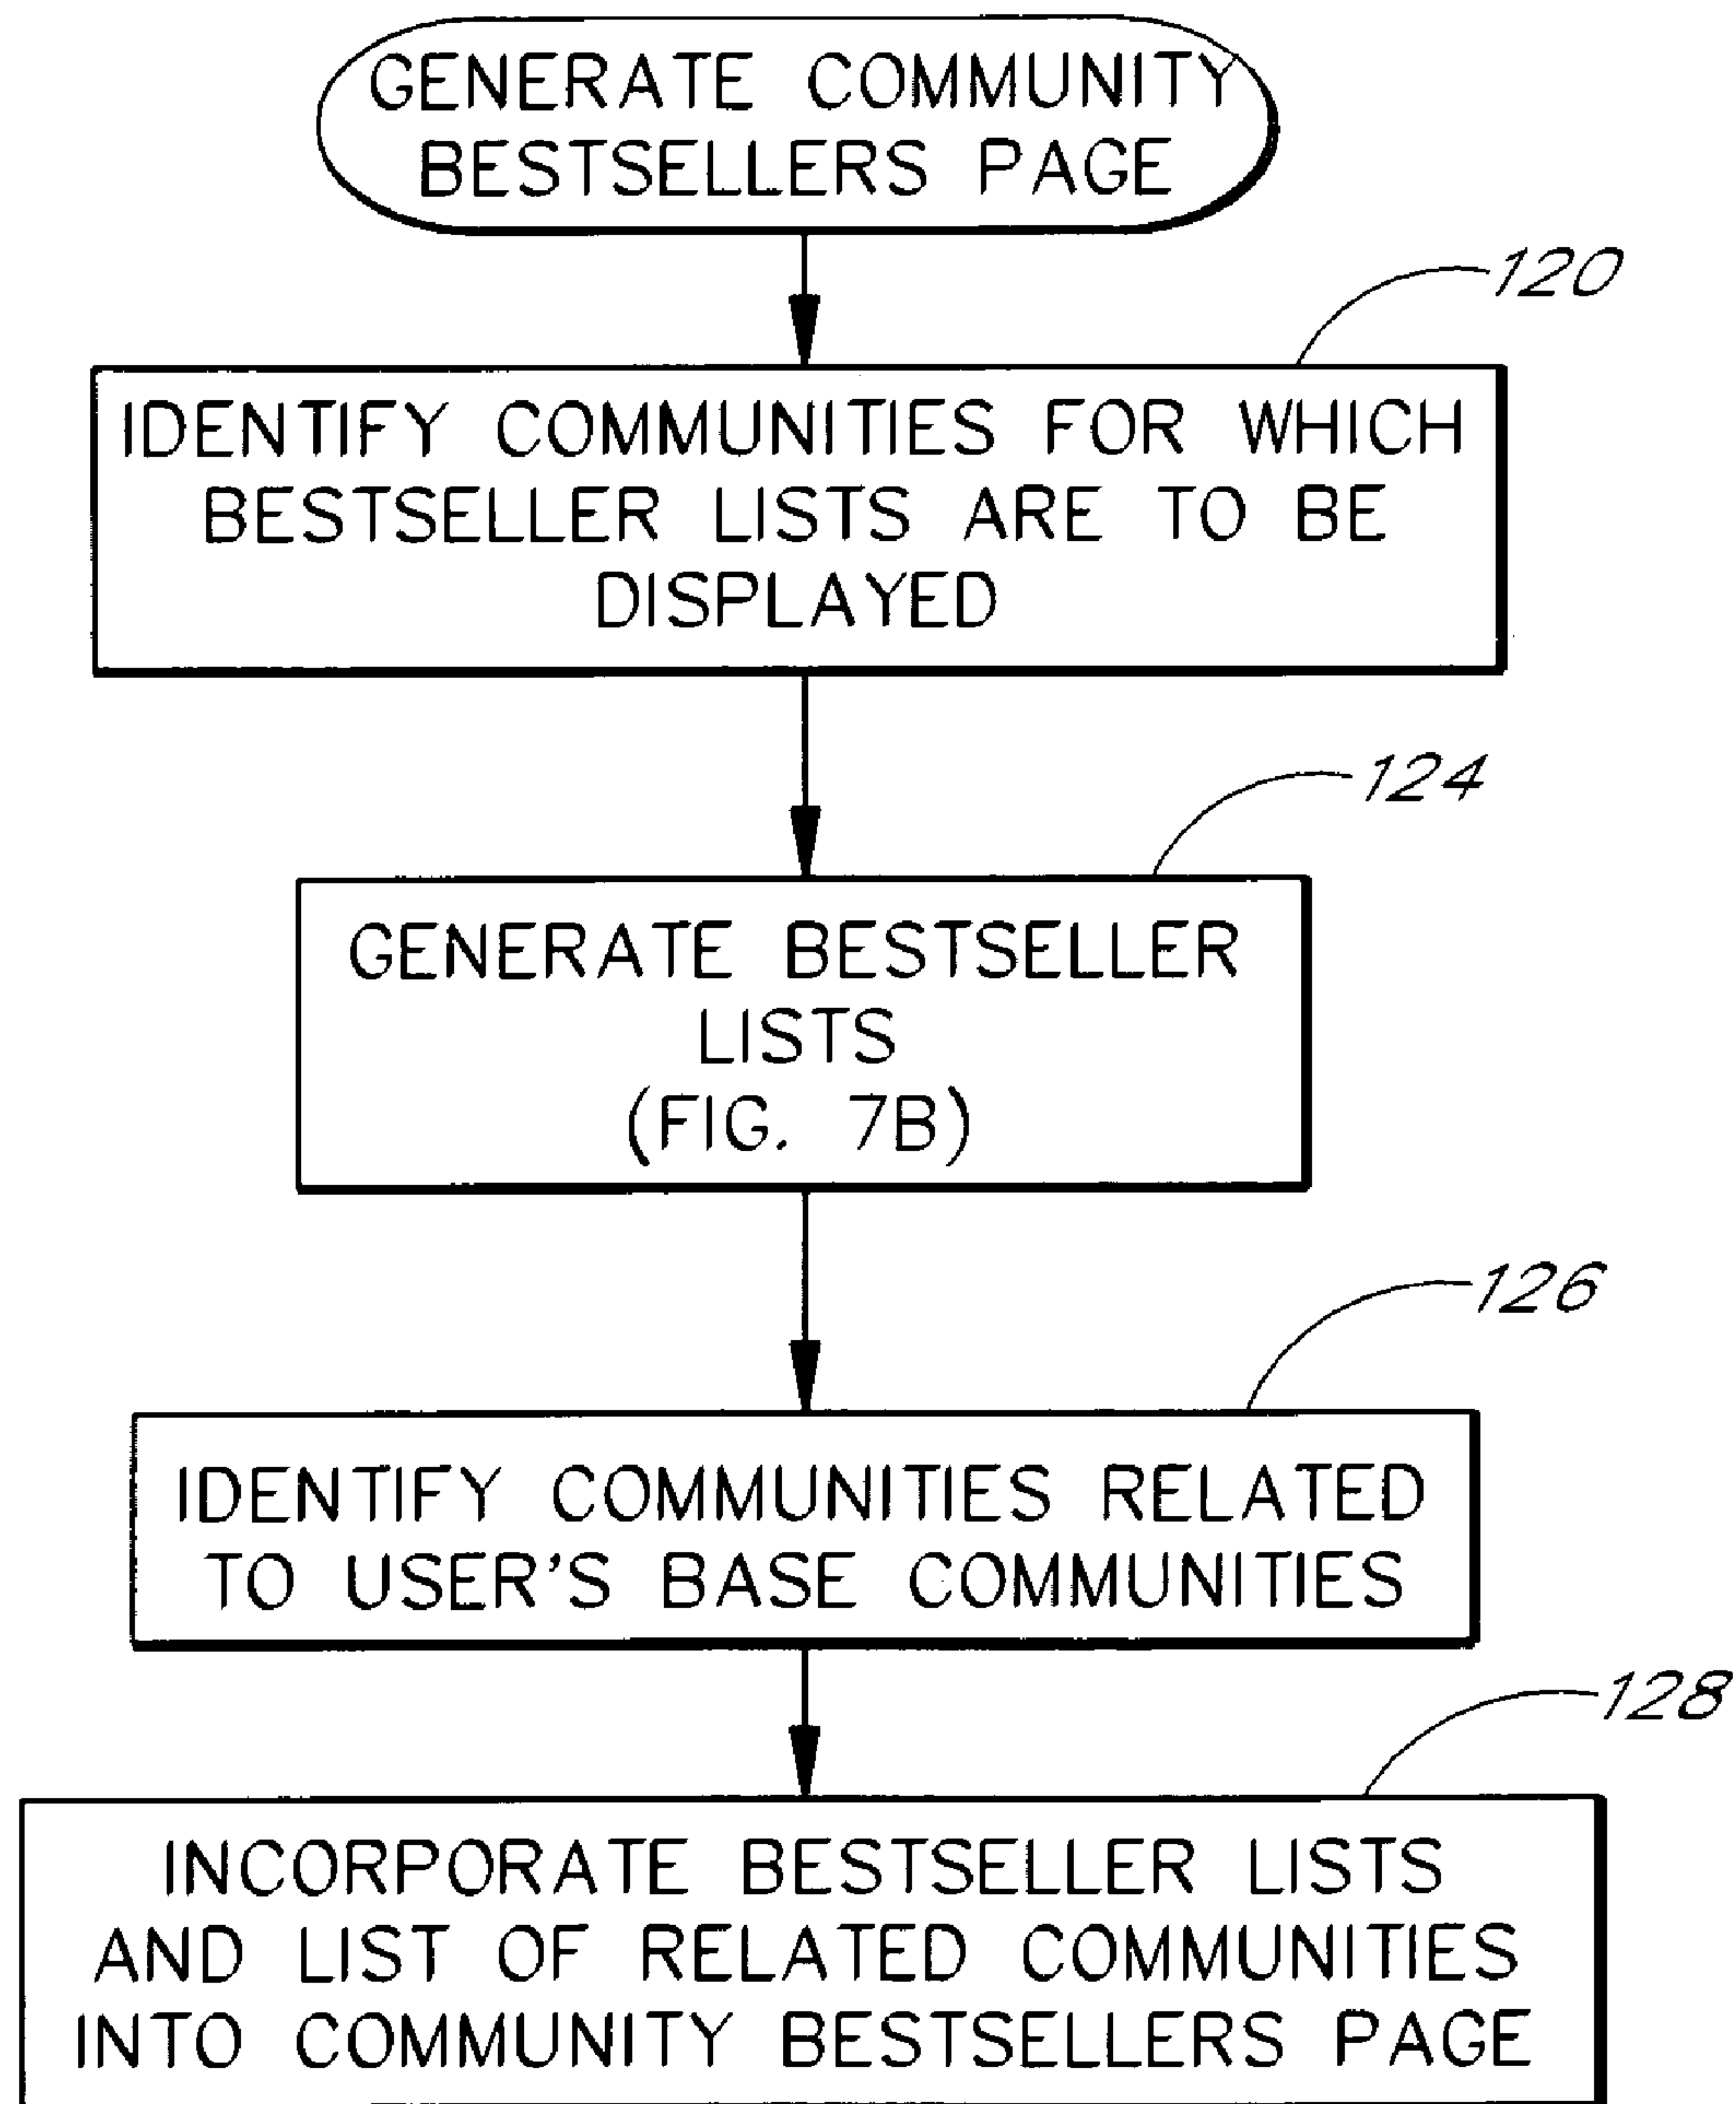 GENERATE COMMUNITY
BESTSELLERS PAGE
120
IDENTIFY COMMUNITIES FOR WHICH
BESTSELLER LISTS ARE TO BE
DISPLAYED
124
GENERATE BESTSELLER
LISTS
(FIG. 7B)
126
IDENTIFY COMMUNITIES RELATED
TO USER'S BASE COMMUNITIES
128
INCORPORATE BESTSELLER LISTS
AND LIST OF RELATED COMMUNITIES
INTO COMMUNITY BESTSELLERS PAGE